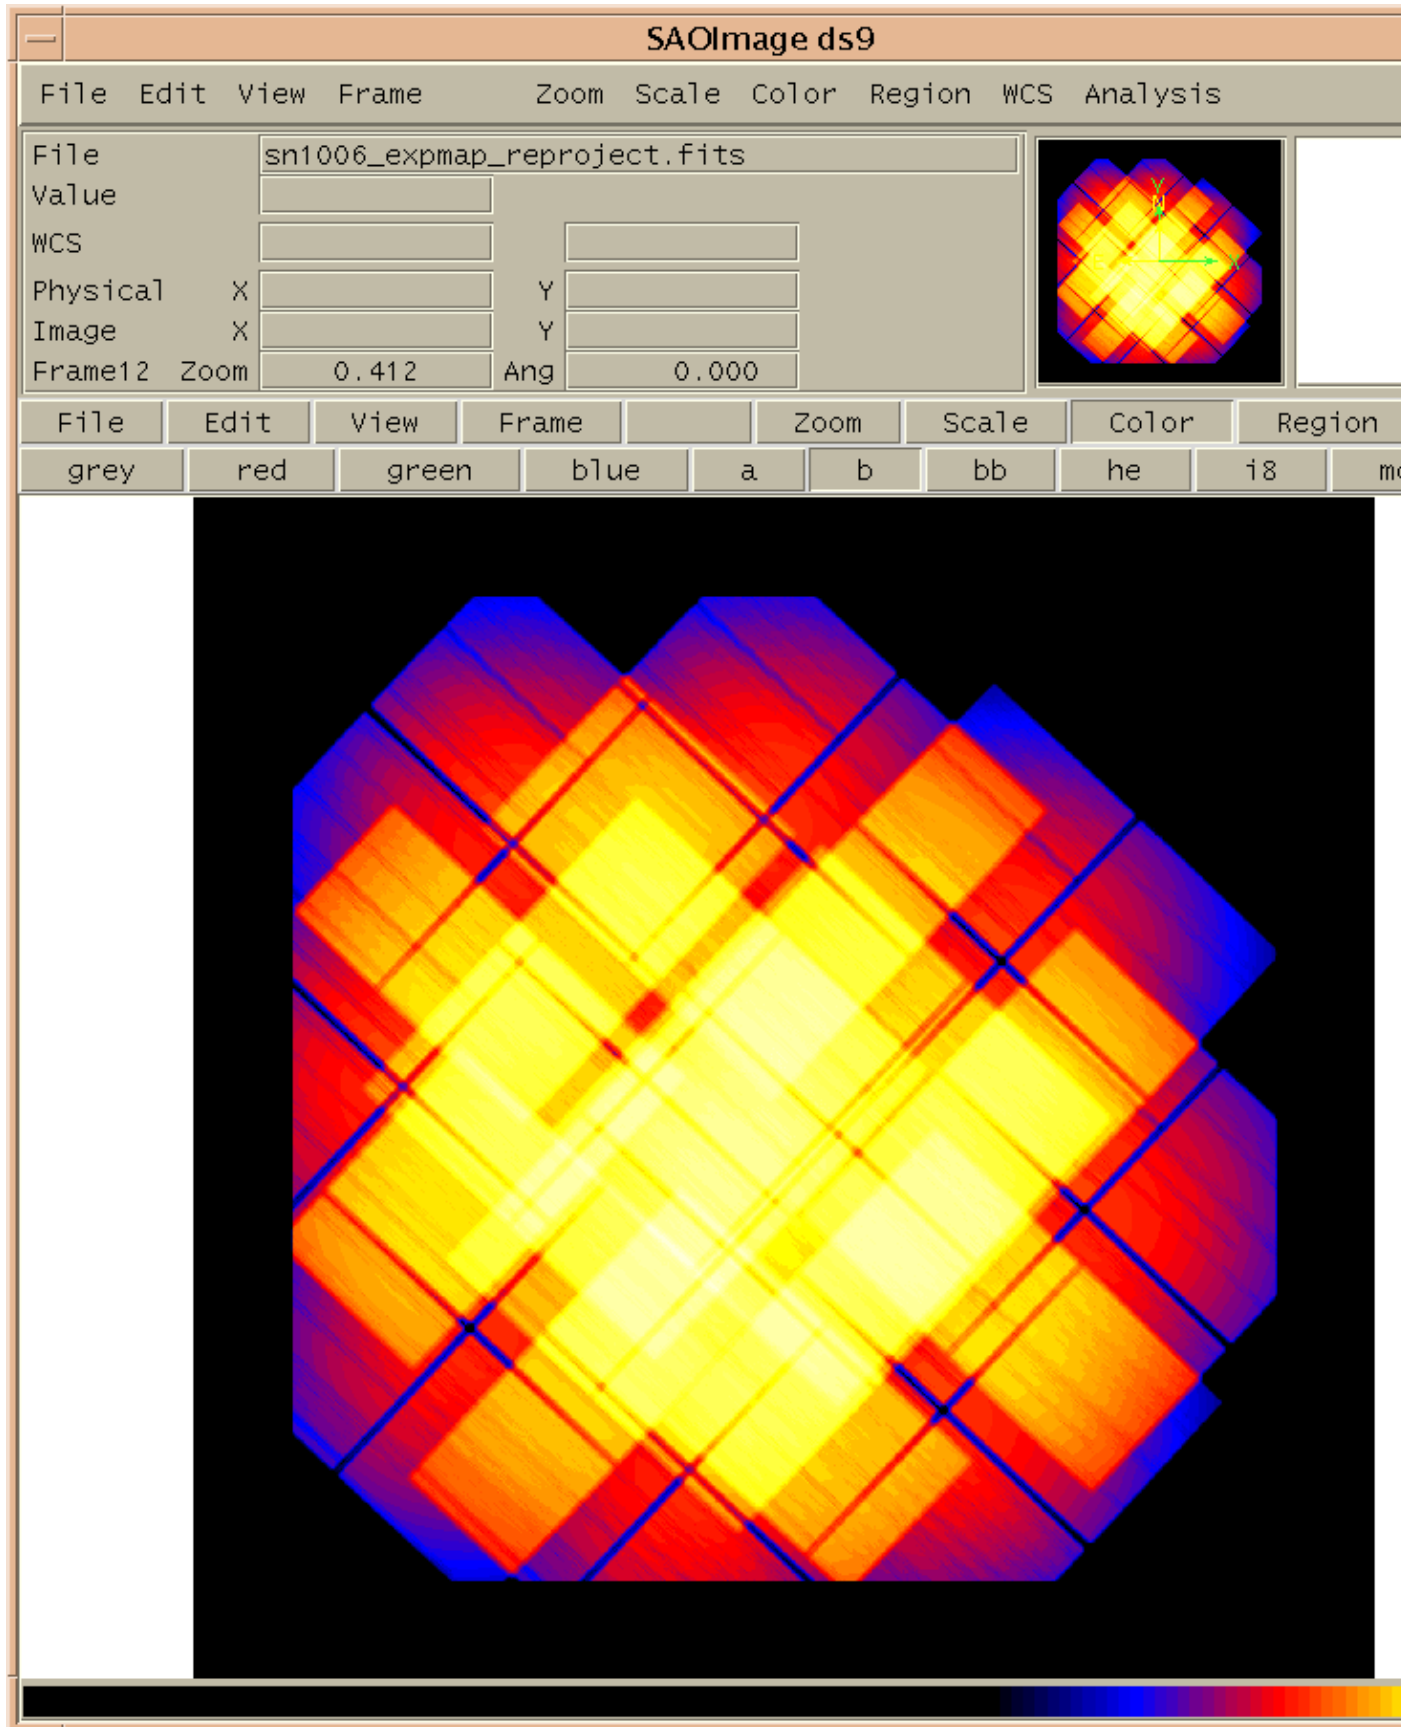 SAOImage ds9
File Edit View Frame Zoom Scale Color Region WCS Analysis
File sn1006_expmap_reproject.fits
Value
WCS
Physical X Y
Image X Y
Frame12 Zoom 0.412 Ang 0.000
Y
N
E X
File Edit View Frame Zoom Scale Color Region
grey red green blue a b bb he i8